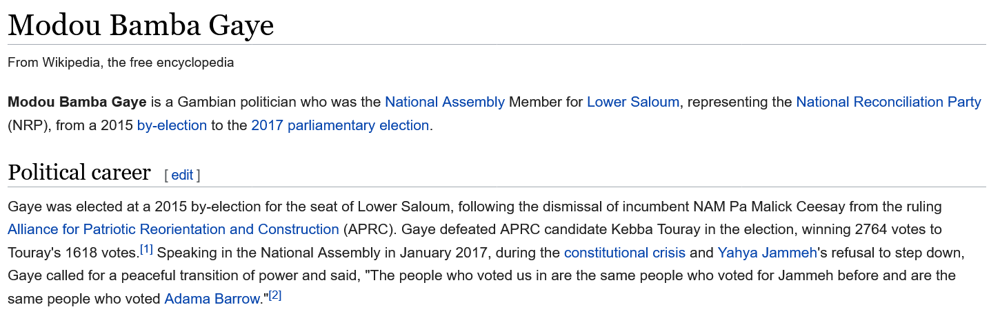 Modou Bamba Gaye
From Wikipedia, the free encyclopedia
Modou Bamba Gaye is a Gambian politician who was the National Assembly Member for Lower Saloum, representing the National Reconciliation Party
(NRP), from a 2015 by-election to the 2017 parliamentary election.
Political career [ edit ]
Gaye was elected at a 2015 by-election for the seat of Lower Saloum, following the dismissal of incumbent NAM Pa Malick Ceesay from the ruling
Alliance for Patriotic Reorientation and Construction (APRC). Gaye defeated APRC candidate Kebba Touray in the election, winning 2764 votes to
Touray's 1618 votes.[1] Speaking in the National Assembly in January 2017, during the constitutional crisis and Yahya Jammeh's refusal to step down,
Gaye called for a peaceful transition of power and said, "The people who voted us in are the same people who voted for Jammeh before and are the
same people who voted Adama Barrow."[2]